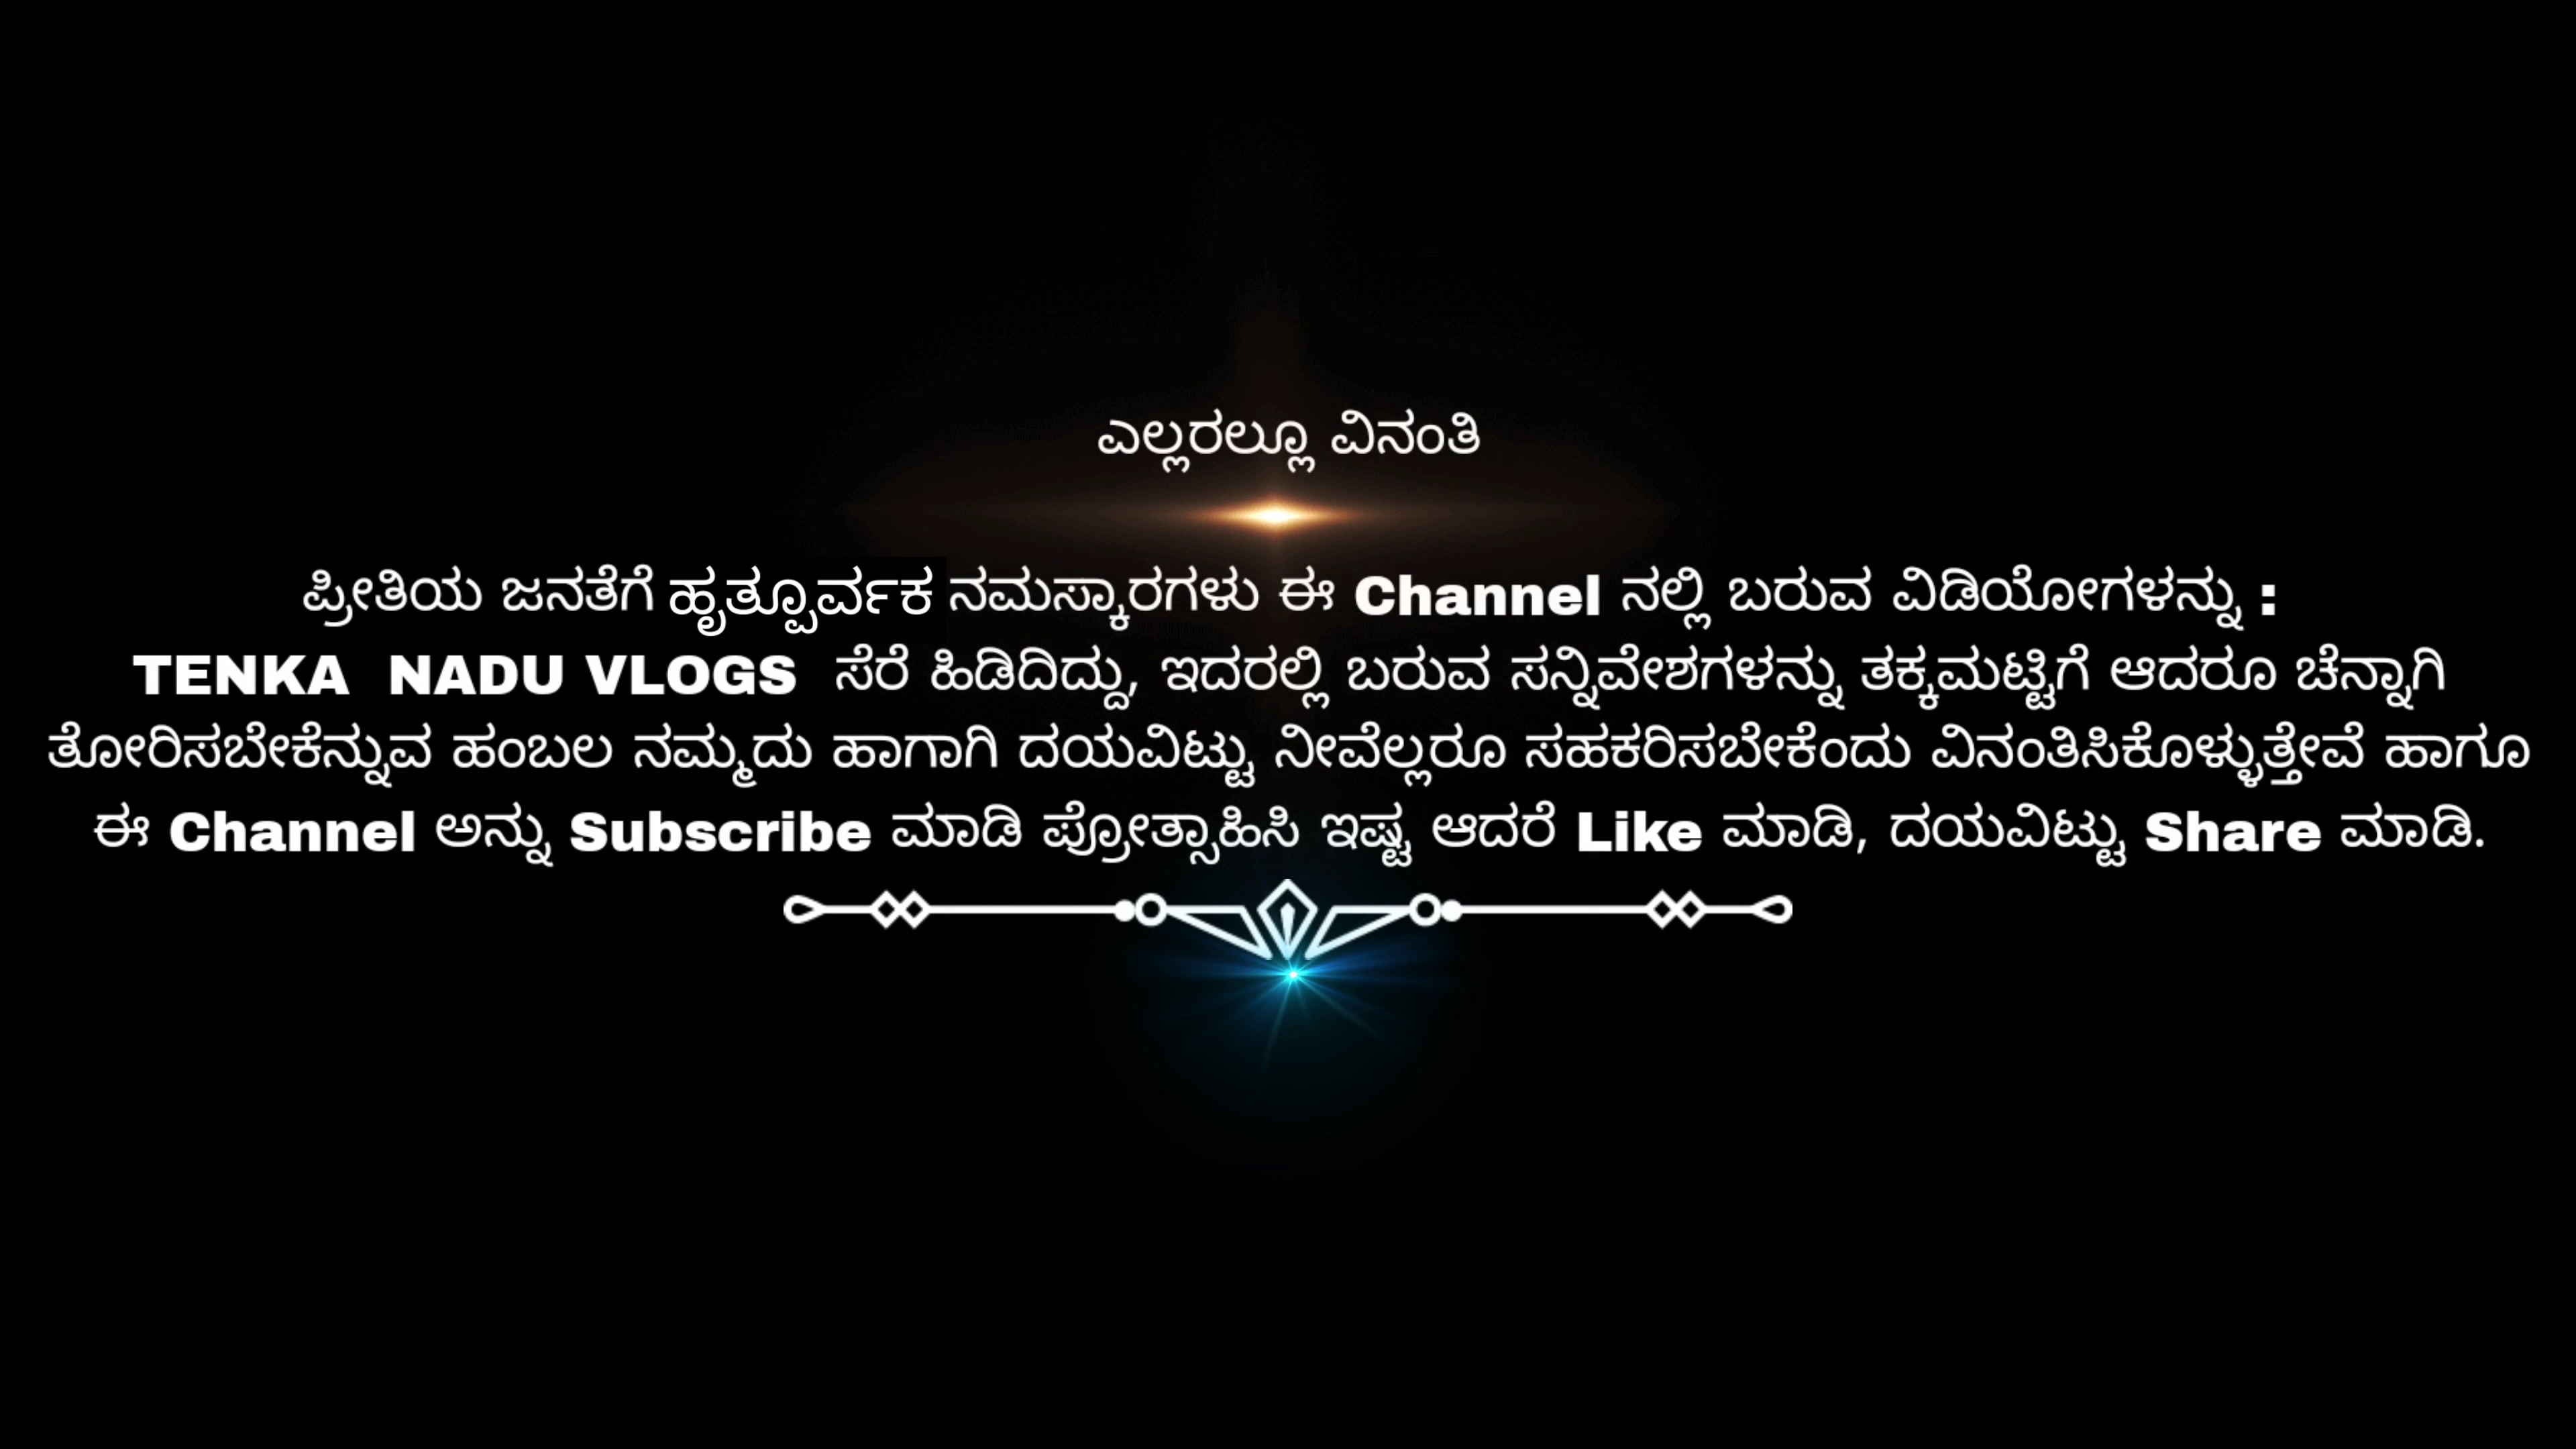 ಎಲ್ಲರಲ್ಲೂ ವಿನಂತಿ
ಪ್ರೀತಿಯ ಜನತೆಗೆ ಹೃತ್ಪೂರ್ವಕ ನಮಸ್ಕಾರಗಳು ಈ Channel ನಲ್ಲಿ ಬರುವ ವಿಡಿಯೋಗಳನ್ನು :
TENKA NADU VLOGS ಸೆರೆ ಹಿಡಿದಿದ್ದು, ಇದರಲ್ಲಿ ಬರುವ ಸನ್ನಿವೇಶಗಳನ್ನು ತಕ್ಕಮಟ್ಟಿಗೆ ಆದರೂ ಚೆನ್ನಾಗಿ
ತೋರಿಸಬೇಕೆನ್ನುವ ಹಂಬಲ ನಮ್ಮದು ಹಾಗಾಗಿ ದಯವಿಟ್ಟು ನೀವೆಲ್ಲರೂ ಸಹಕರಿಸಬೇಕೆಂದು ವಿನಂತಿಸಿಕೊಳ್ಳುತ್ತೇವೆ ಹಾಗೂ
ಈ Channel ಅನ್ನು Subscribe ಮಾಡಿ ಪ್ರೋತ್ಸಾಹಿಸಿ ಇಷ್ಟ ಆದರೆ Like ಮಾಡಿ, ದಯವಿಟ್ಟು Share ಮಾಡಿ.